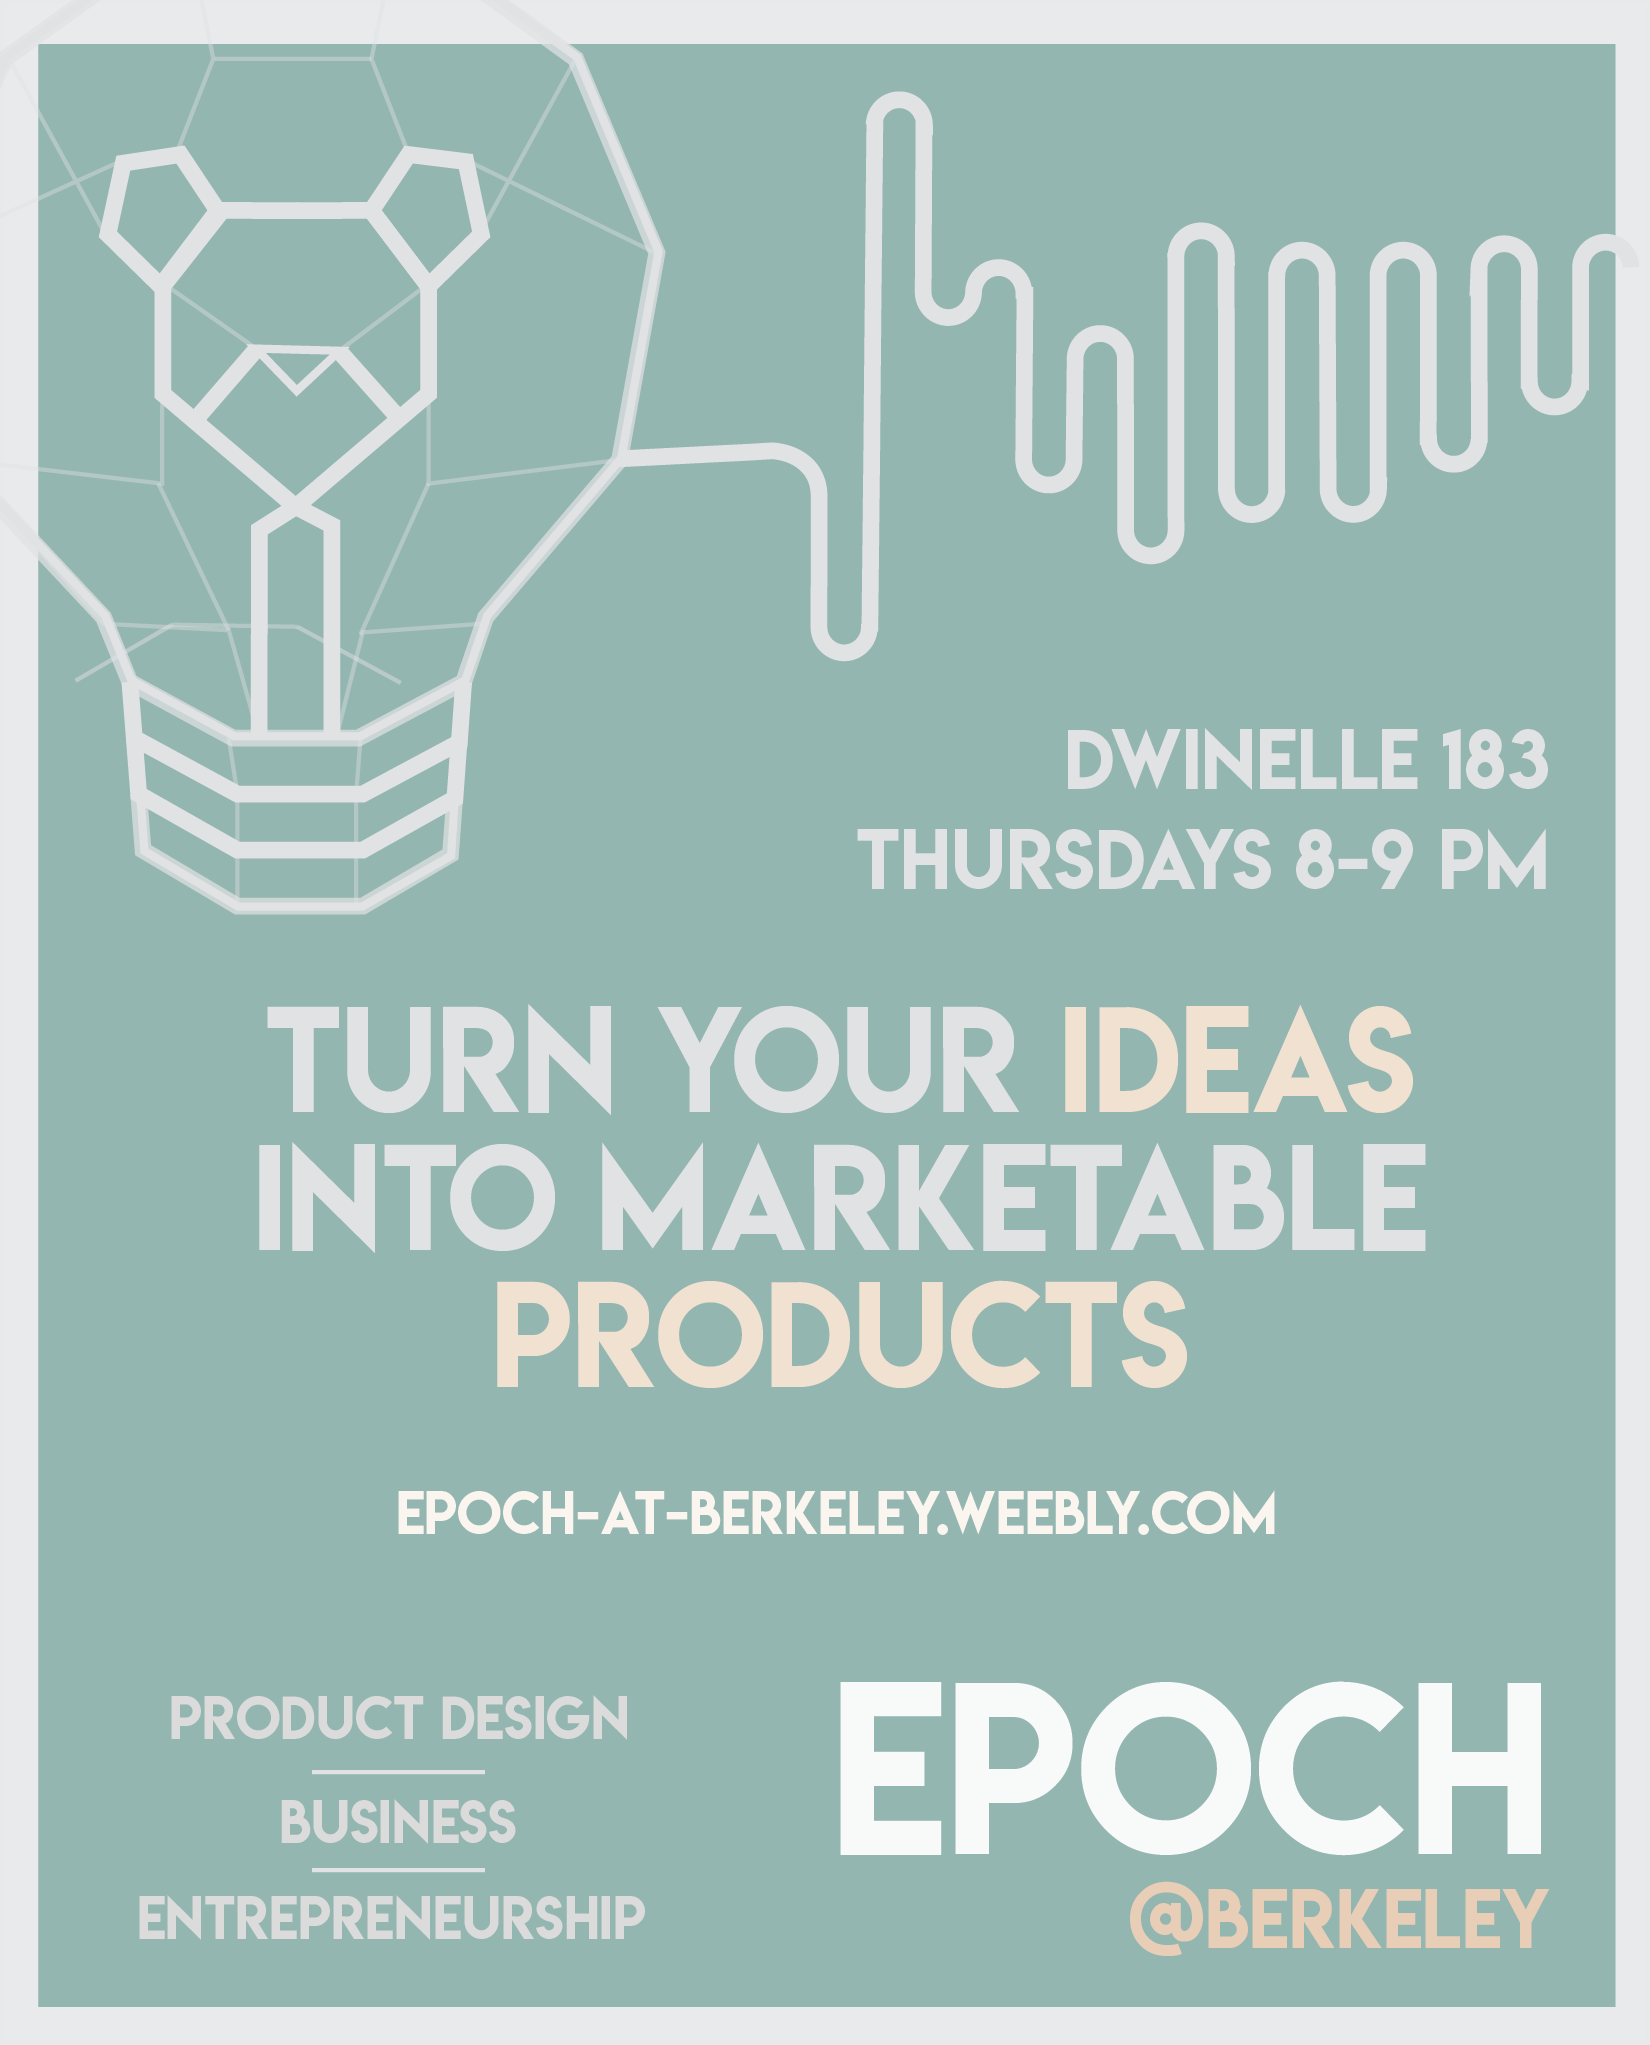 DWINELLE 183
THURSDAYS 8-9 PM
TURN YOUR IDEAS
INTO MARKETABLE
PRODUCTS
EPOCH-AT-BERKELEY.WEEBLY.COM
PRODUCT DESIGN
BUSINESS
ENTREPRENEURSHIP
EPOCH
@BERKELEY